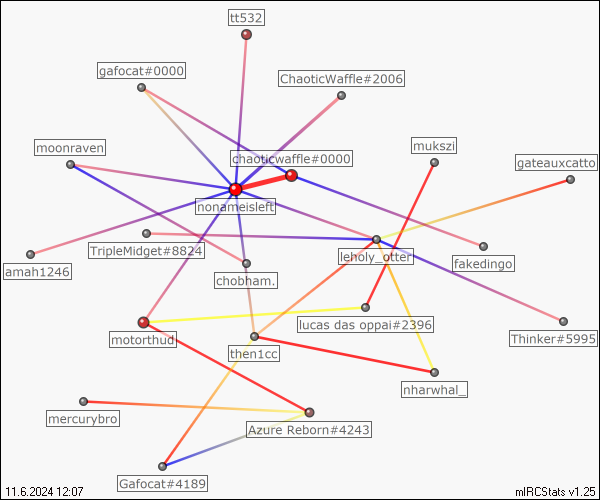 tt532
gafocat#0000
ChaoticWaffle#2006
moonraven
chaoticwaffle#0000
mukszi
gateauxcatto
nonameisleft
TripleMidget#8824
leholy_otter
fakedingo
amah1246
chobham.
lucas das oppai#2396
motorthud
then1cc
Thinker#5995
nharwhal_
mercurybro
Azure Reborn#4243
Gafocat#4189
11.6.2024 12:07
mIRCStats v1.25